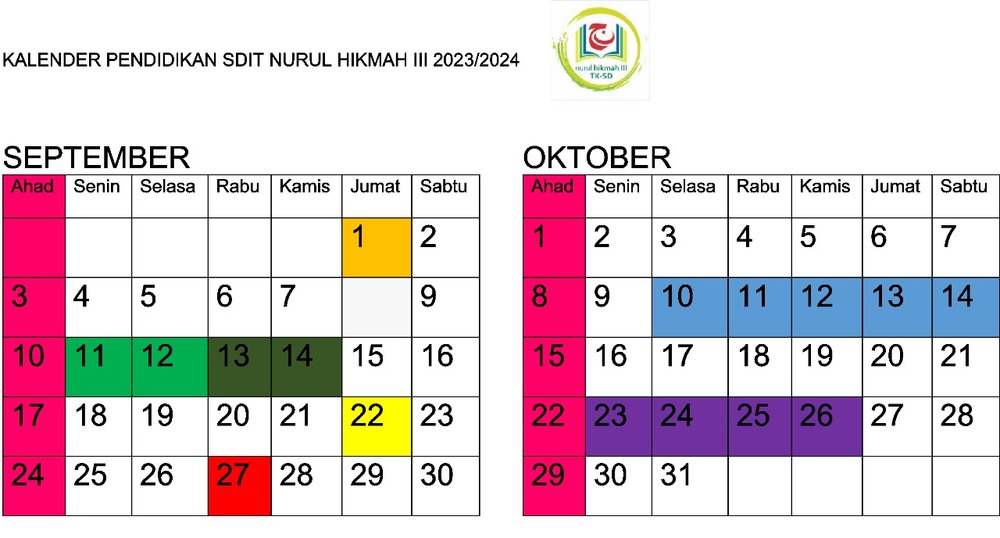 KALENDER PENDIDIKAN SDIT NURUL HIKMAH III 2023/2024
nurul hikmah III
TK-SD
SEPTEMBER
Ahad Senin Selasa Rabu Kamis Jumat Sabtu
1 2
3 4 5 6 7 9
10 11 12 13 14 15 16
17 18 19 20 21 22 23
24 25 26 27 28 29 30
OKTOBER
Ahad Senin Selasa Rabu Kamis Jumat Sabtu
1 2 3 4 5 6 7
8 9 10 11 12 13 14
15 16 17 18 19 20 21
22 23 24 25 26 27 28
29 30 31